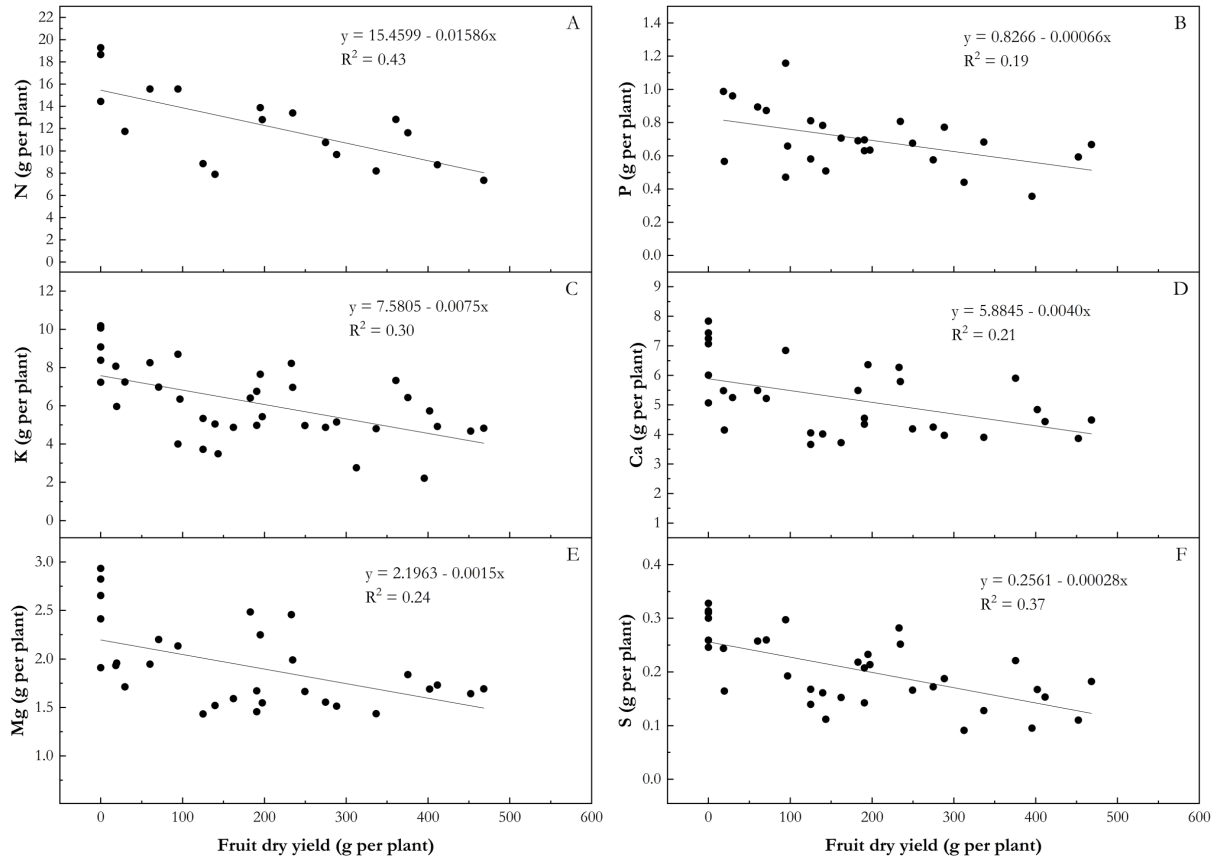 A
y = 15.4599 - 0.01586x
R² = 0.43
N (g per plant)
22
20
18
16
14
12
10
8
6
4
2
0
B
y = 0.8266 - 0.00066x
R² = 0.19
P (g per plant)
1.4
1.2
1.0
0.8
0.6
0.4
0.2
0.0
C
y = 7.5805 - 0.0075x
R² = 0.30
K (g per plant)
12
10
8
6
4
2
0
D
y = 5.8845 - 0.0040x
R² = 0.21
Ca (g per plant)
9
8
7
6
5
4
3
2
1
E
y = 2.1963 - 0.0015x
R² = 0.24
Mg (g per plant)
3.0
2.5
2.0
1.5
1.0
0 100 200 300 400 500 600
Fruit dry yield (g per plant)
F
y = 0.2561 - 0.00028x
R² = 0.37
S (g per plant)
0.4
0.3
0.2
0.1
0.0
0 100 200 300 400 500 600
Fruit dry yield (g per plant)